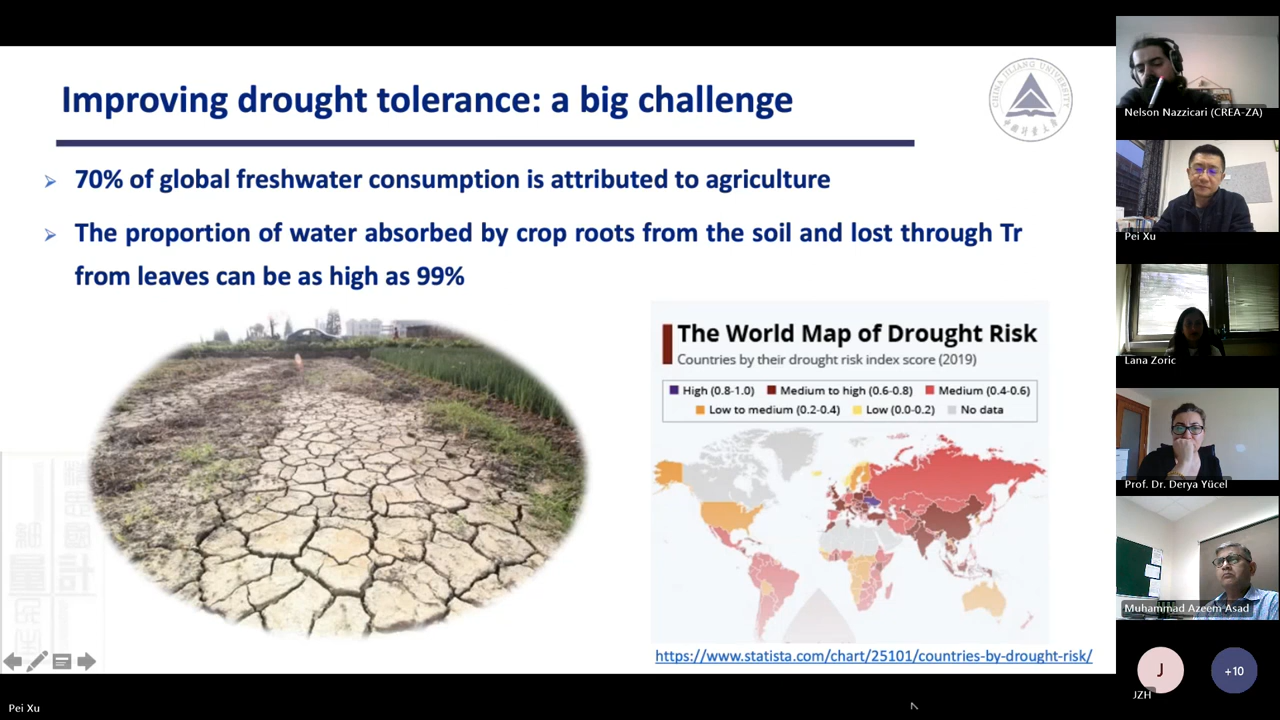 Improving drought tolerance: a big challenge
CHINA JILIANG UNIVERSITY
➢ 70% of global freshwater consumption is attributed to agriculture
➢ The proportion of water absorbed by crop roots from the soil and lost through Tr
from leaves can be as high as 99%
The World Map of Drought Risk
Countries by their drought risk index score (2019)
High (0.8-1.0) Medium to high (0.6-0.8) Medium (0.4-0.6)
Low to medium (0.2-0.4) Low (0.0-0.2) No data
https://www.statista.com/chart/25101/countries-by-drought-risk/
Pei Xu
Nelson Nazzicari (CREA-ZA)
Pei Xu
Lana Zoric
Prof. Dr. Derya Yücel
Muhammad Azeem Asad
J
JZH
+10